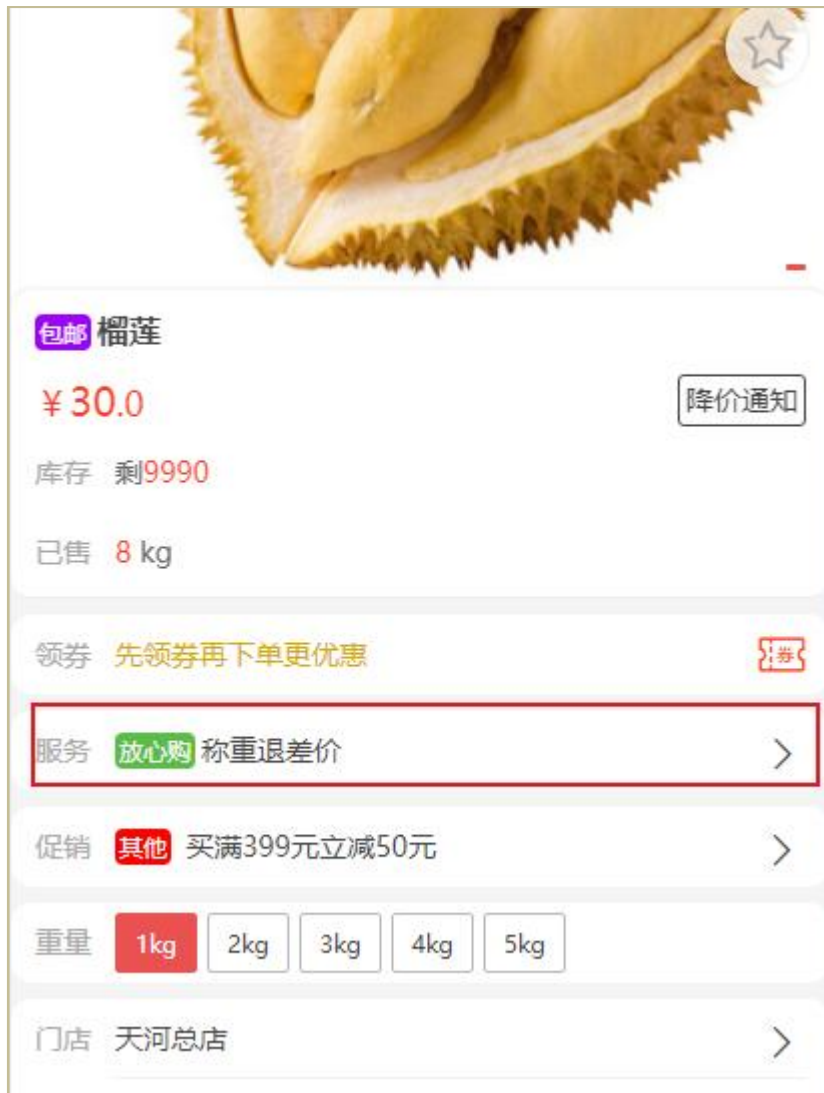 包邮 榴莲
￥30.0 降价通知
库存 剩9990
已售 8 kg
领券 先领券再下单更优惠 券
服务 放心购 称重退差价
促销 其他 买满399元立减50元
重量 1kg 2kg 3kg 4kg 5kg
门店 天河总店